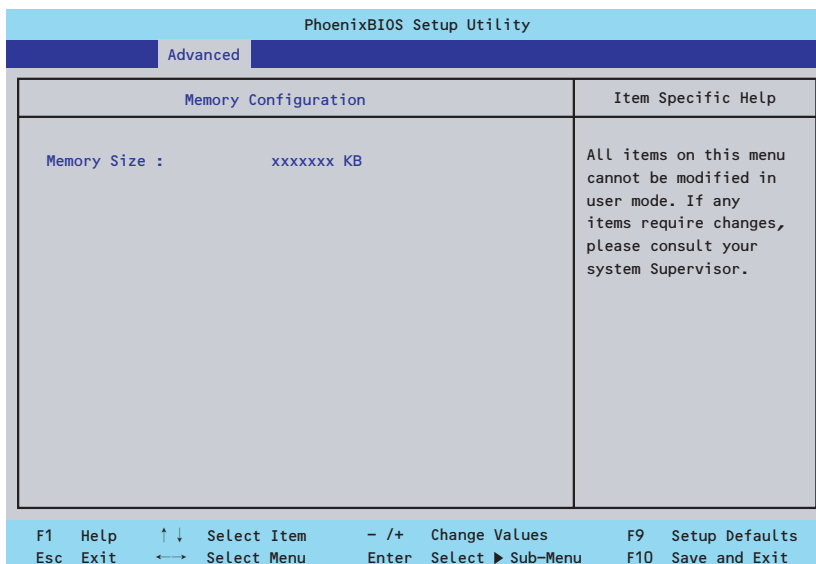 PhoenixBIOS Setup Utility
Advanced
Memory Configuration
Item Specific Help
Memory Size : xxxxxxx KB
All items on this menu
cannot be modified in
user mode. If any
items require changes,
please consult your
system Supervisor.
F1 Help ↑↓ Select Item – /+ Change Values F9 Setup Defaults
Esc Exit ←→ Select Menu Enter Select ▶ Sub-Menu F10 Save and Exit